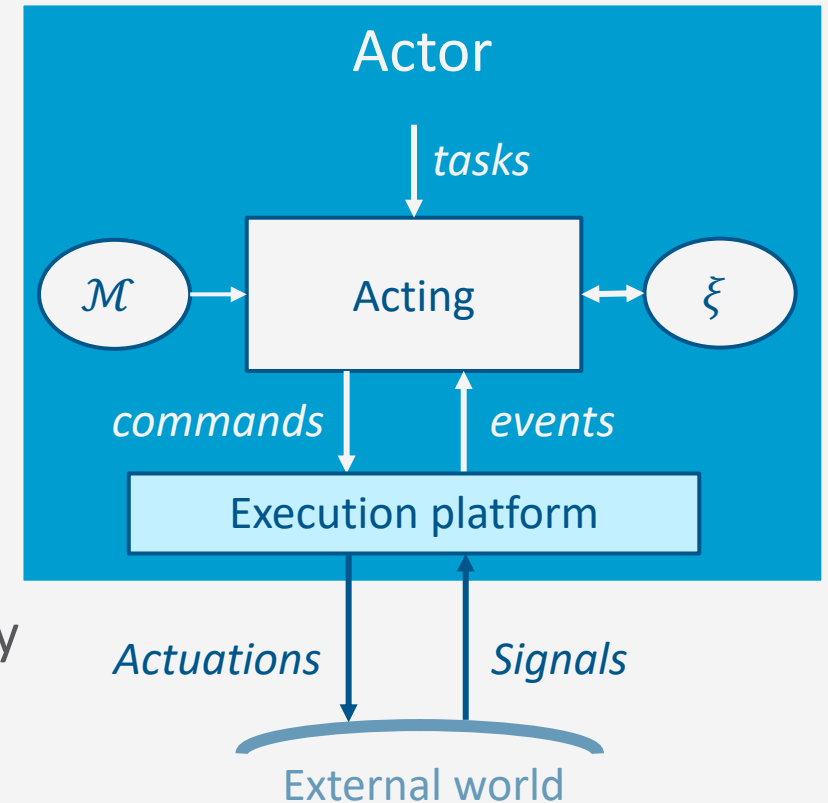 Actor
tasks
ℳ
Acting
ξ
commands
events
Execution platform
y
Actuations
Signals
External world